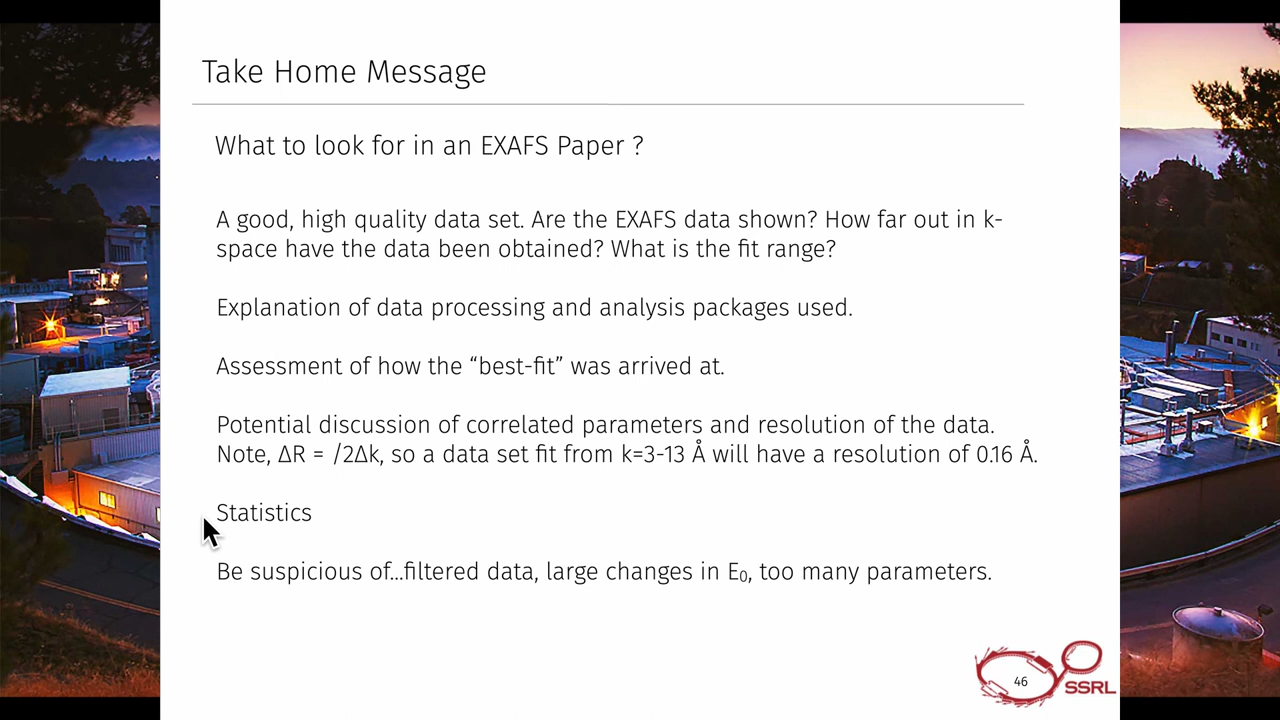 Take Home Message
What to look for in an EXAFS Paper ?
A good, high quality data set. Are the EXAFS data shown? How far out in k-
space have the data been obtained? What is the fit range?
Explanation of data processing and analysis packages used.
Assessment of how the “best-fit” was arrived at.
Potential discussion of correlated parameters and resolution of the data.
Note, ΔR = /2Δk, so a data set fit from k=3-13 Å will have a resolution of 0.16 Å.
Statistics
Be suspicious of...filtered data, large changes in E₀, too many parameters.
46
SSRL